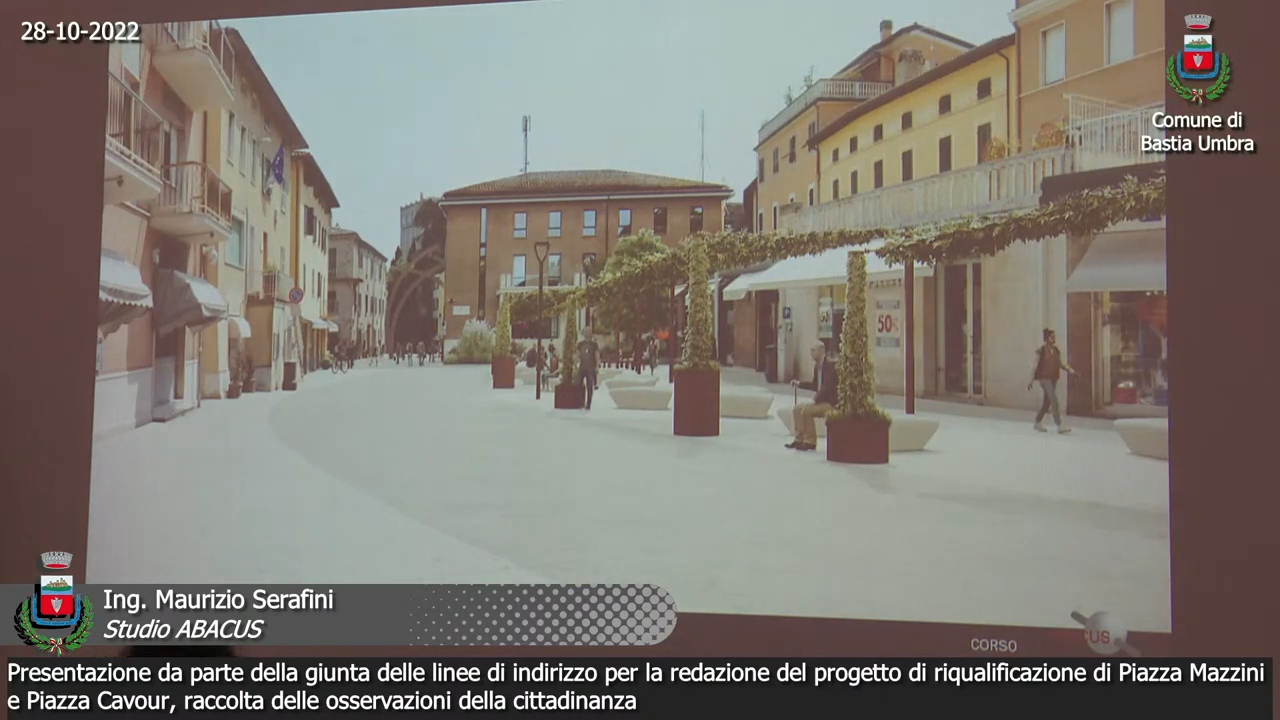 28-10-2022
Comune di
Bastia Umbra
50%
Ing. Maurizio Serafini
Studio ABACUS
CORSO
US
Presentazione da parte della giunta delle linee di indirizzo per la redazione del progetto di riqualificazione di Piazza Mazzini
e Piazza Cavour, raccolta delle osservazioni della cittadinanza